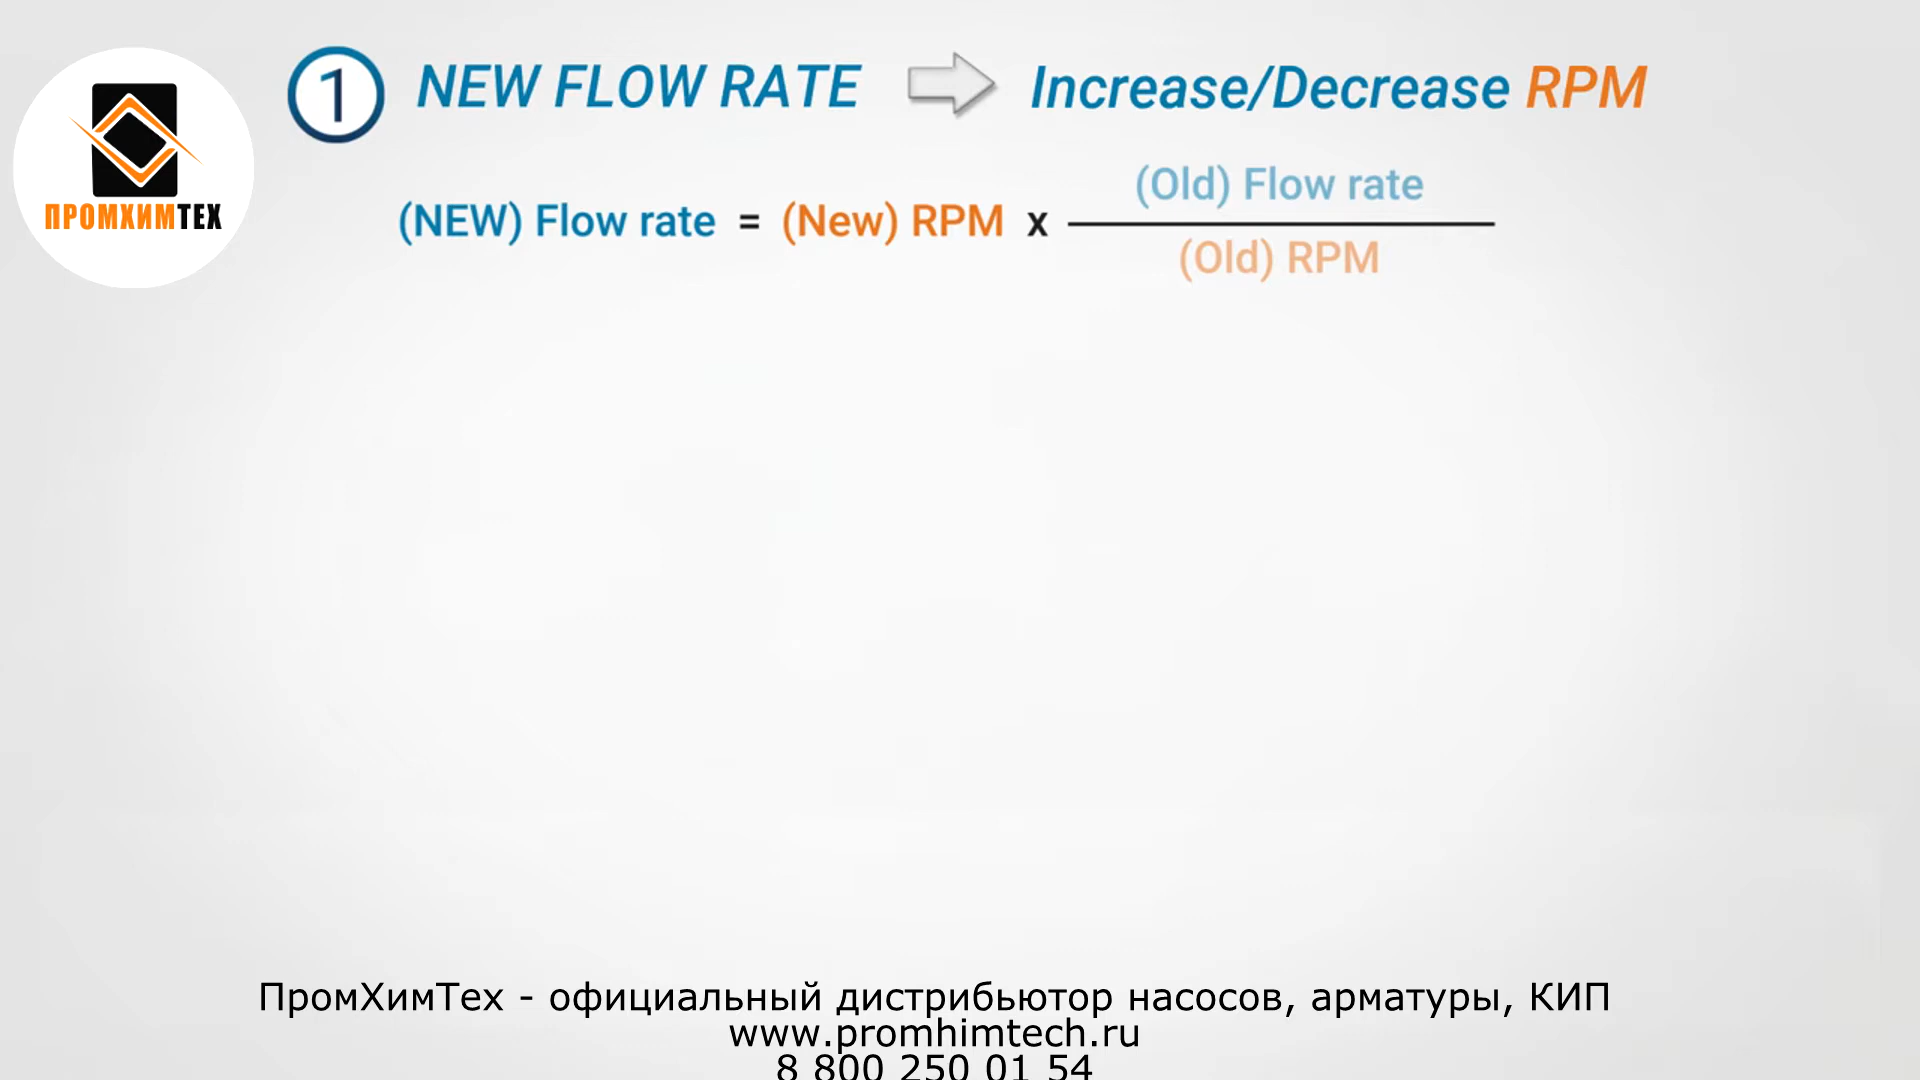 ПРОМХИМТЕХ
1 NEW FLOW RATE Increase/Decrease RPM
(Old) Flow rate
(NEW) Flow rate = (New) RPM x
(Old) RPM
ПромХимТех - официальный дистрибьютор насосов, арматуры, КИП
www.promhimtech.ru
8 800 250 01 54